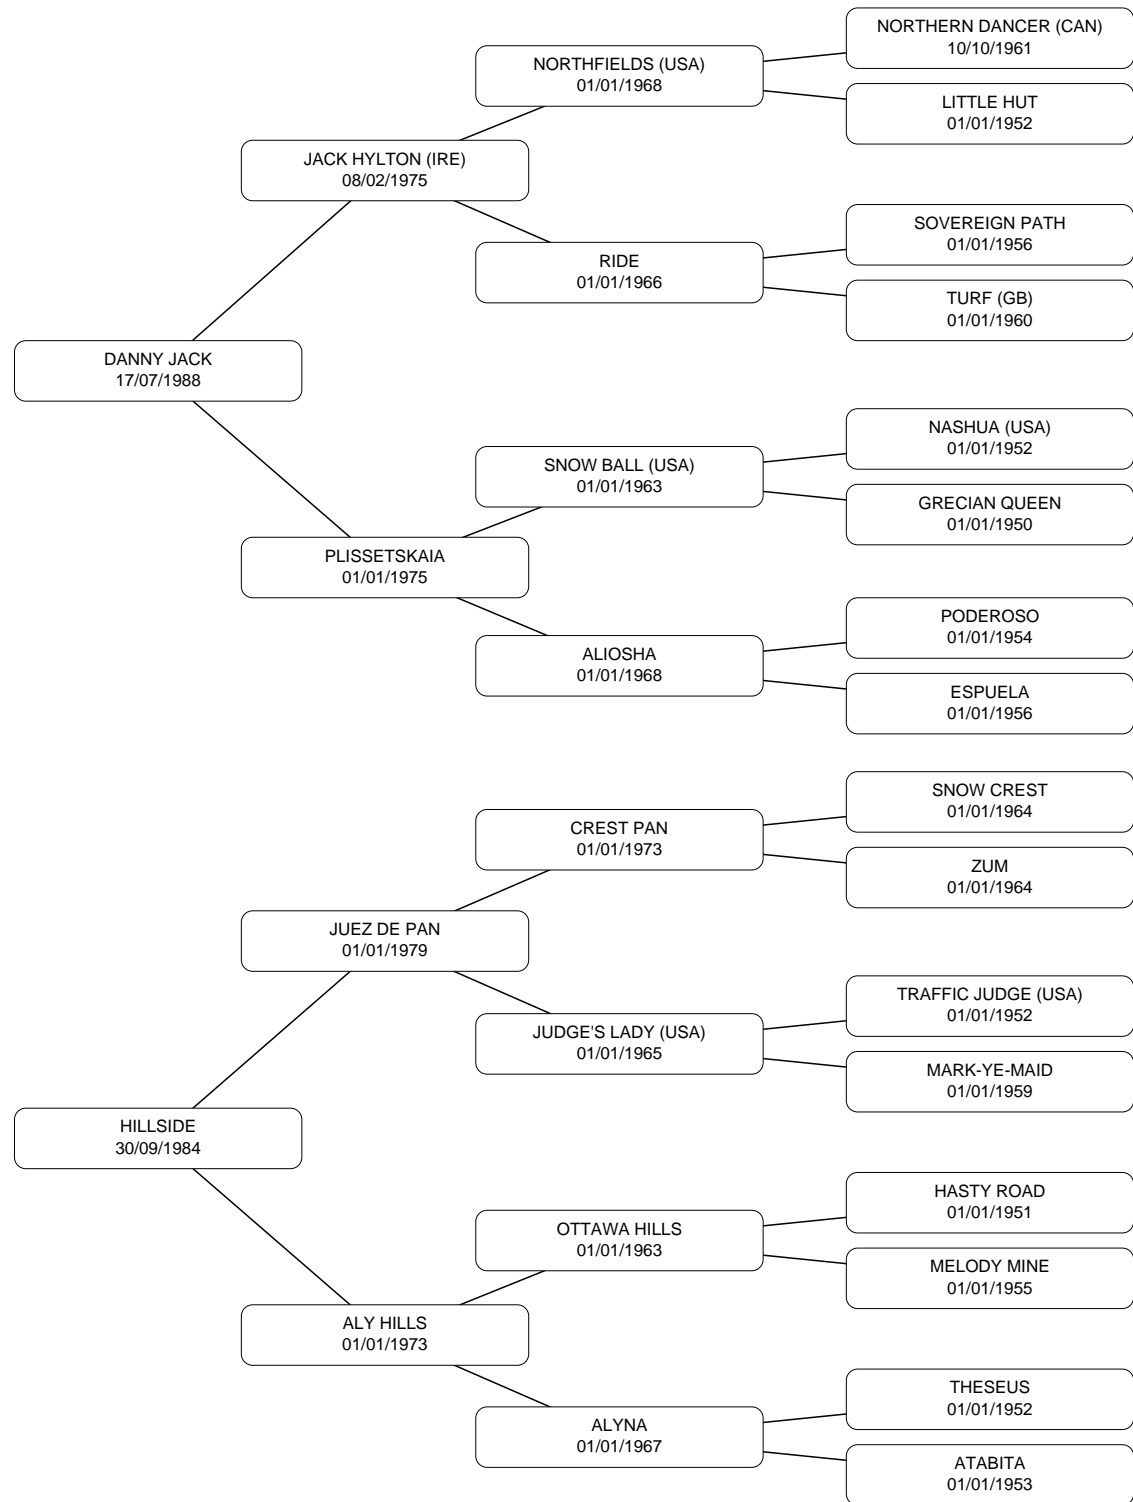 NORTHERN DANCER (CAN)
10/10/1961
NORTHFIELDS (USA)
01/01/1968
LITTLE HUT
01/01/1952
JACK HYLTON (IRE)
08/02/1975
SOVEREIGN PATH
01/01/1956
RIDE
01/01/1966
TURF (GB)
01/01/1960
DANNY JACK
17/07/1988
NASHUA (USA)
01/01/1952
SNOW BALL (USA)
01/01/1963
GRECIAN QUEEN
01/01/1950
PLISSETSKAIA
01/01/1975
PODEROSO
01/01/1954
ALIOSHA
01/01/1968
ESPUELA
01/01/1956
SNOW CREST
01/01/1964
CREST PAN
01/01/1973
ZUM
01/01/1964
JUEZ DE PAN
01/01/1979
TRAFFIC JUDGE (USA)
01/01/1952
JUDGE'S LADY (USA)
01/01/1965
MARK-YE-MAID
01/01/1959
HILLSIDE
30/09/1984
HASTY ROAD
01/01/1951
OTTAWA HILLS
01/01/1963
MELODY MINE
01/01/1955
ALY HILLS
01/01/1973
THESEUS
01/01/1952
ALYNA
01/01/1967
ATABITA
01/01/1953